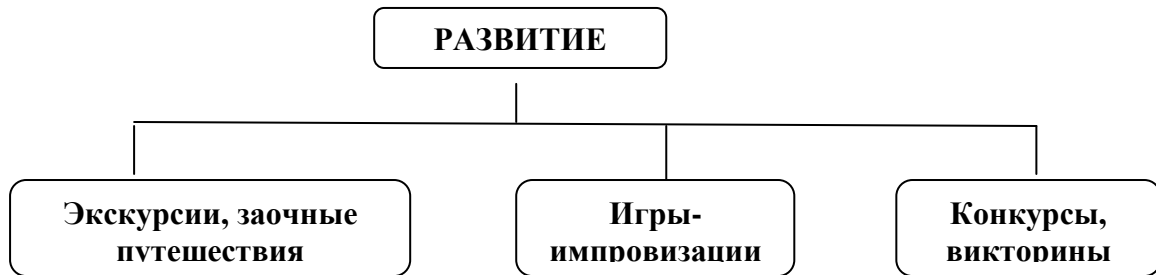 РАЗВИТИЕ
Экскурсии, заочные
путешествия
Игры-
импровизации
Конкурсы,
викторины